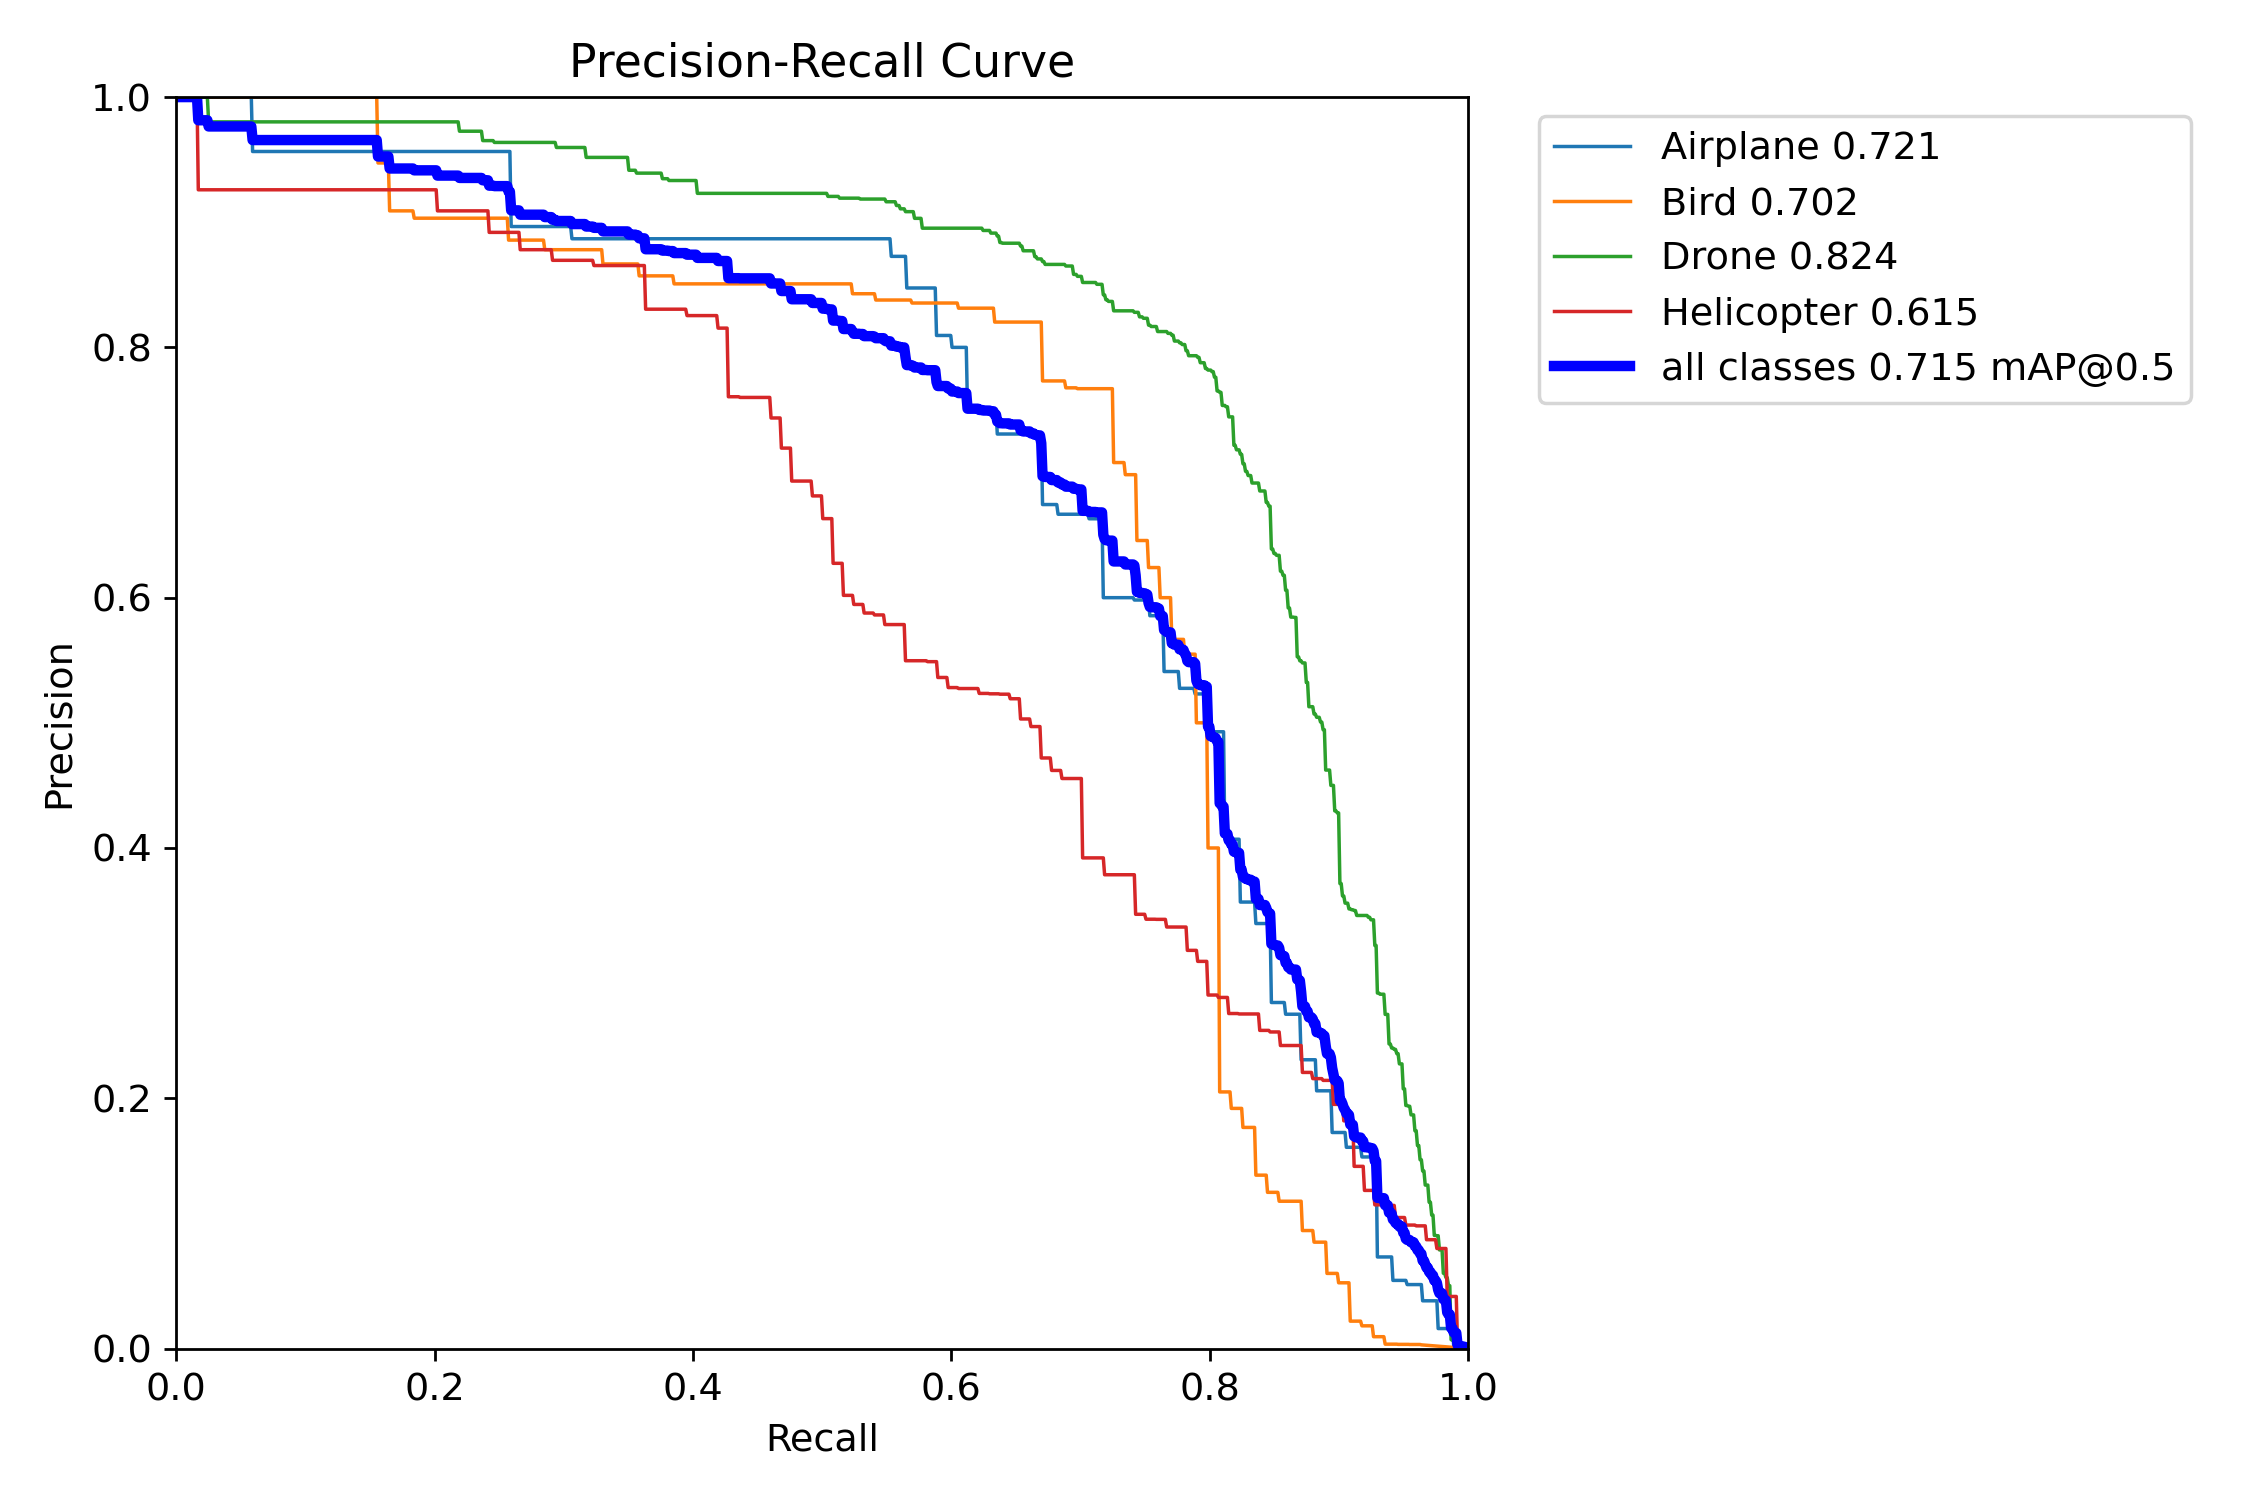 Precision-Recall Curve
1.0
0.8
0.6
0.4
0.2
0.0
Precision
0.0 0.2 0.4 0.6 0.8 1.0
Recall
Airplane 0.721
Bird 0.702
Drone 0.824
Helicopter 0.615
all classes 0.715 mAP@0.5